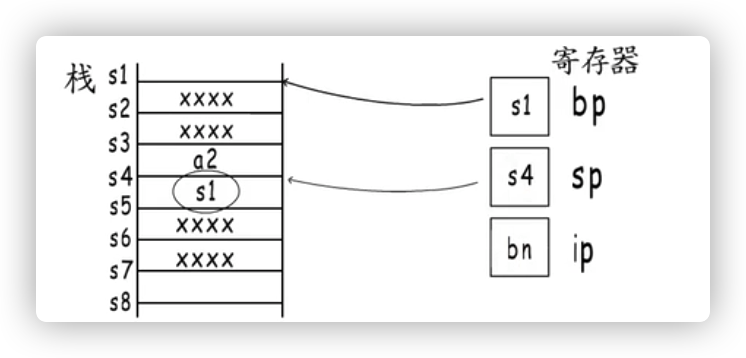 栈
s1
xxxx
s2
xxxx
s3
a2
s4
s1
s5
xxxx
s6
xxxx
s7
s8
寄存器
s1 bp
s4 sp
bn ip